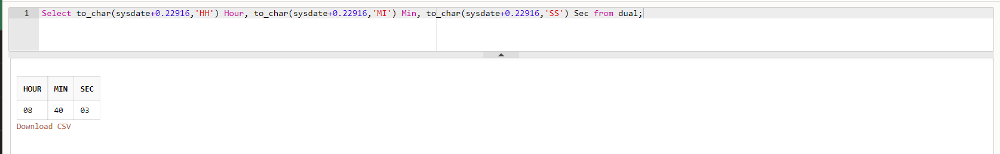 1 Select to_char(sysdate+0.22916,'HH') Hour, to_char(sysdate+0.22916,'MI') Min, to_char(sysdate+0.22916,'SS') Sec from dual;
HOUR MIN SEC
08 40 03
Download CSV